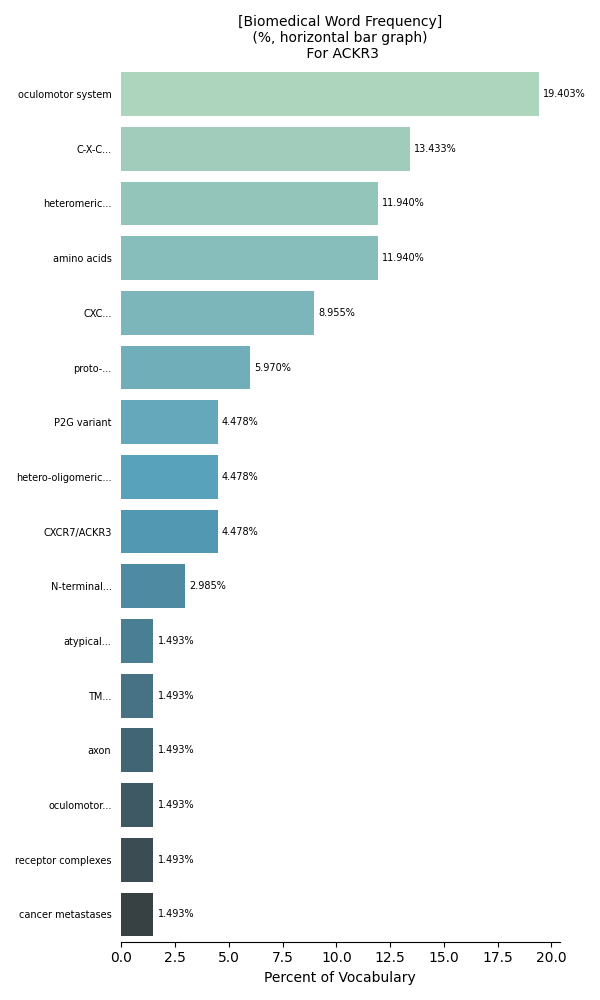 [Biomedical Word Frequency]
(%, horizontal bar graph)
For ACKR3
oculomotor system 19.403%
C-X-C... 13.433%
heteromeric... 11.940%
amino acids 11.940%
CXC... 8.955%
proto-... 5.970%
P2G variant 4.478%
hetero-oligomeric... 4.478%
CXCR7/ACKR3 4.478%
N-terminal... 2.985%
atypical... 1.493%
TM... 1.493%
axon 1.493%
oculomotor... 1.493%
receptor complexes 1.493%
cancer metastases 1.493%
0.0 2.5 5.0 7.5 10.0 12.5 15.0 17.5 20.0
Percent of Vocabulary